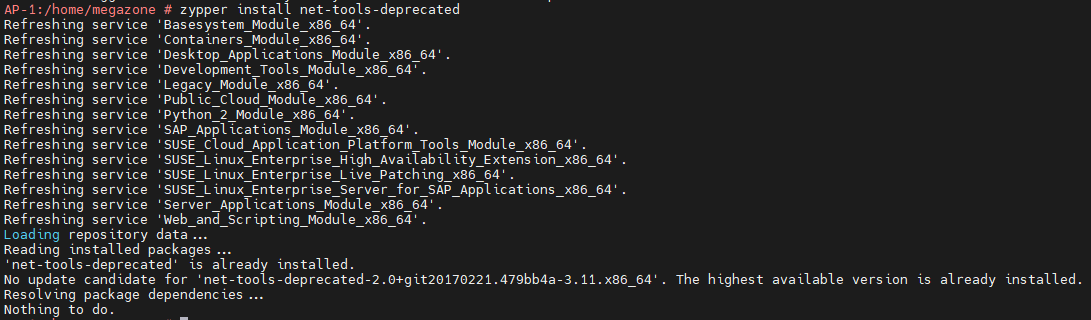 AP-1:/home/megazone # zypper install net-tools-deprecated
Refreshing service 'Basesystem_Module_x86_64'.
Refreshing service 'Containers_Module_x86_64'.
Refreshing service 'Desktop_Applications_Module_x86_64'.
Refreshing service 'Development_Tools_Module_x86_64'.
Refreshing service 'Legacy_Module_x86_64'.
Refreshing service 'Public_Cloud_Module_x86_64'.
Refreshing service 'Python_2_Module_x86_64'.
Refreshing service 'SAP_Applications_Module_x86_64'.
Refreshing service 'SUSE_Cloud_Application_Platform_Tools_Module_x86_64'.
Refreshing service 'SUSE_Linux_Enterprise_High_Availability_Extension_x86_64'.
Refreshing service 'SUSE_Linux_Enterprise_Live_Patching_x86_64'.
Refreshing service 'SUSE_Linux_Enterprise_Server_for_SAP_Applications_x86_64'.
Refreshing service 'Server_Applications_Module_x86_64'.
Refreshing service 'Web_and_Scripting_Module_x86_64'.
Loading repository data...
Reading installed packages...
'net-tools-deprecated' is already installed.
No update candidate for 'net-tools-deprecated-2.0+git20170221.479bb4a-3.11.x86_64'. The highest available version is already installed.
Resolving package dependencies...
Nothing to do.